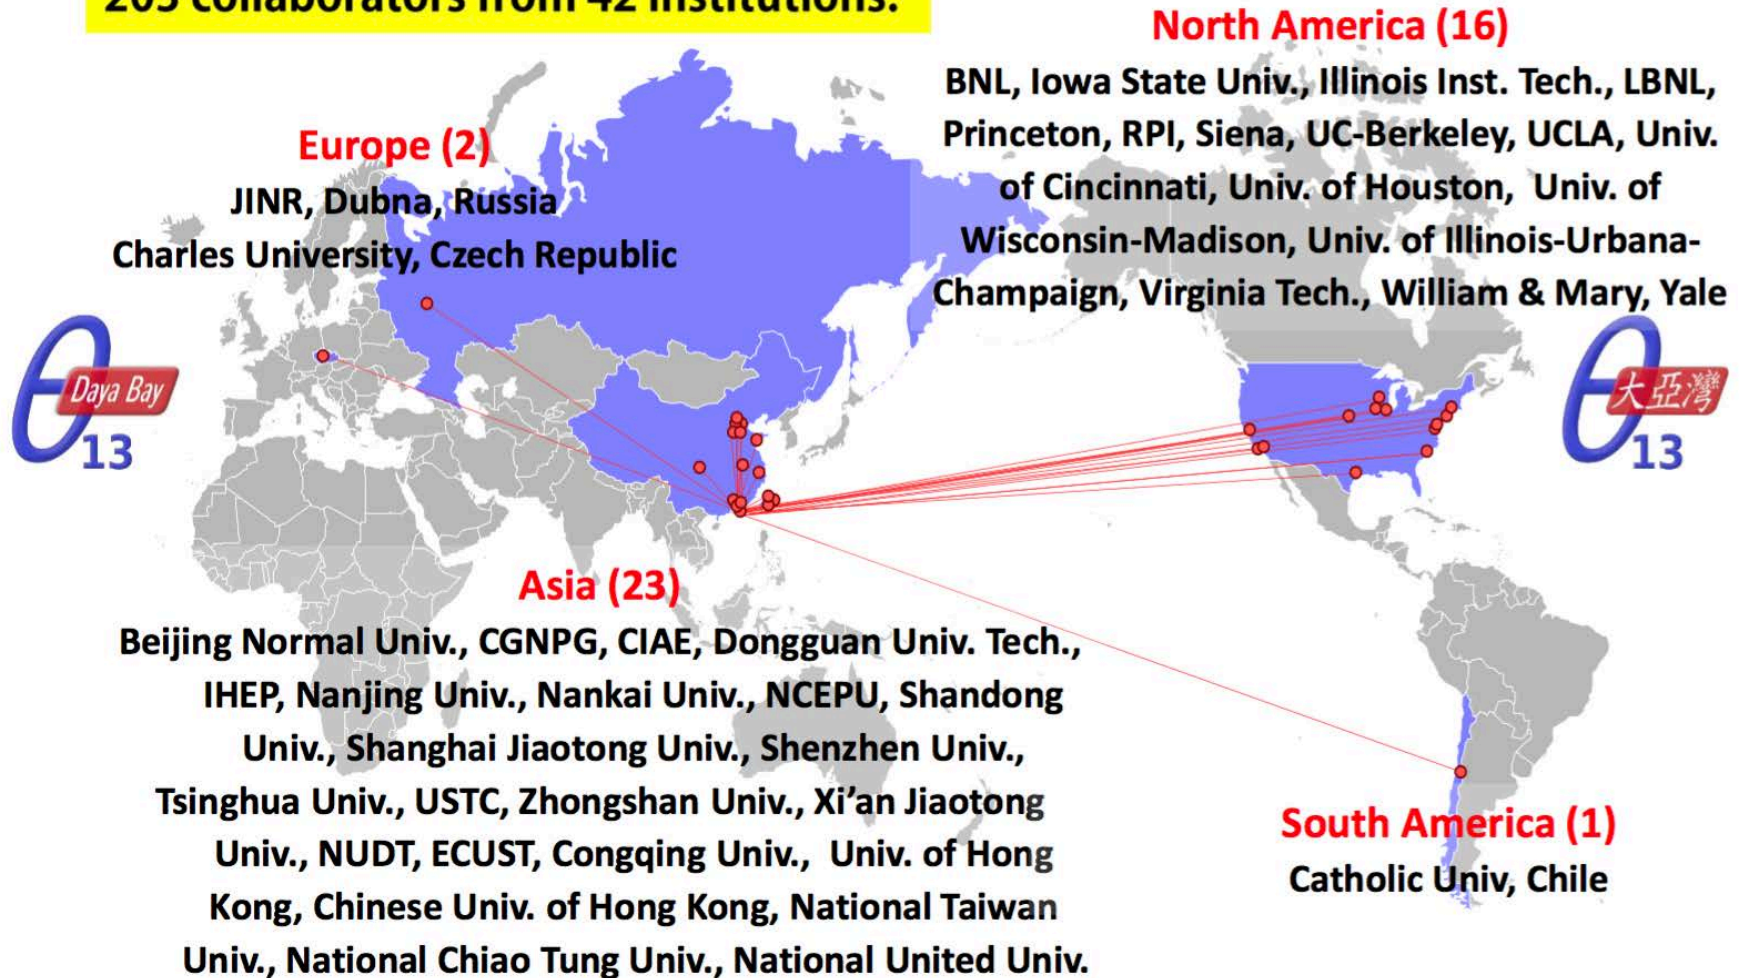 203 collaborators from 42 institutions.
North America (16)
BNL, Iowa State Univ., Illinois Inst. Tech., LBNL,
Princeton, RPI, Siena, UC-Berkeley, UCLA, Univ.
of Cincinnati, Univ. of Houston, Univ. of
Wisconsin-Madison, Univ. of Illinois-Urbana-
Champaign, Virginia Tech., William & Mary, Yale
Europe (2)
JINR, Dubna, Russia
Charles University, Czech Republic
θ
Daya Bay
13
θ
大亞灣
13
Asia (23)
Beijing Normal Univ., CGNPG, CIAE, Dongguan Univ. Tech.,
IHEP, Nanjing Univ., Nankai Univ., NCEPU, Shandong
Univ., Shanghai Jiaotong Univ., Shenzhen Univ.,
Tsinghua Univ., USTC, Zhongshan Univ., Xi’an Jiaotong
Univ., NUDT, ECUST, Congqing Univ., Univ. of Hong
Kong, Chinese Univ. of Hong Kong, National Taiwan
Univ., National Chiao Tung Univ., National United Univ.
South America (1)
Catholic Univ, Chile